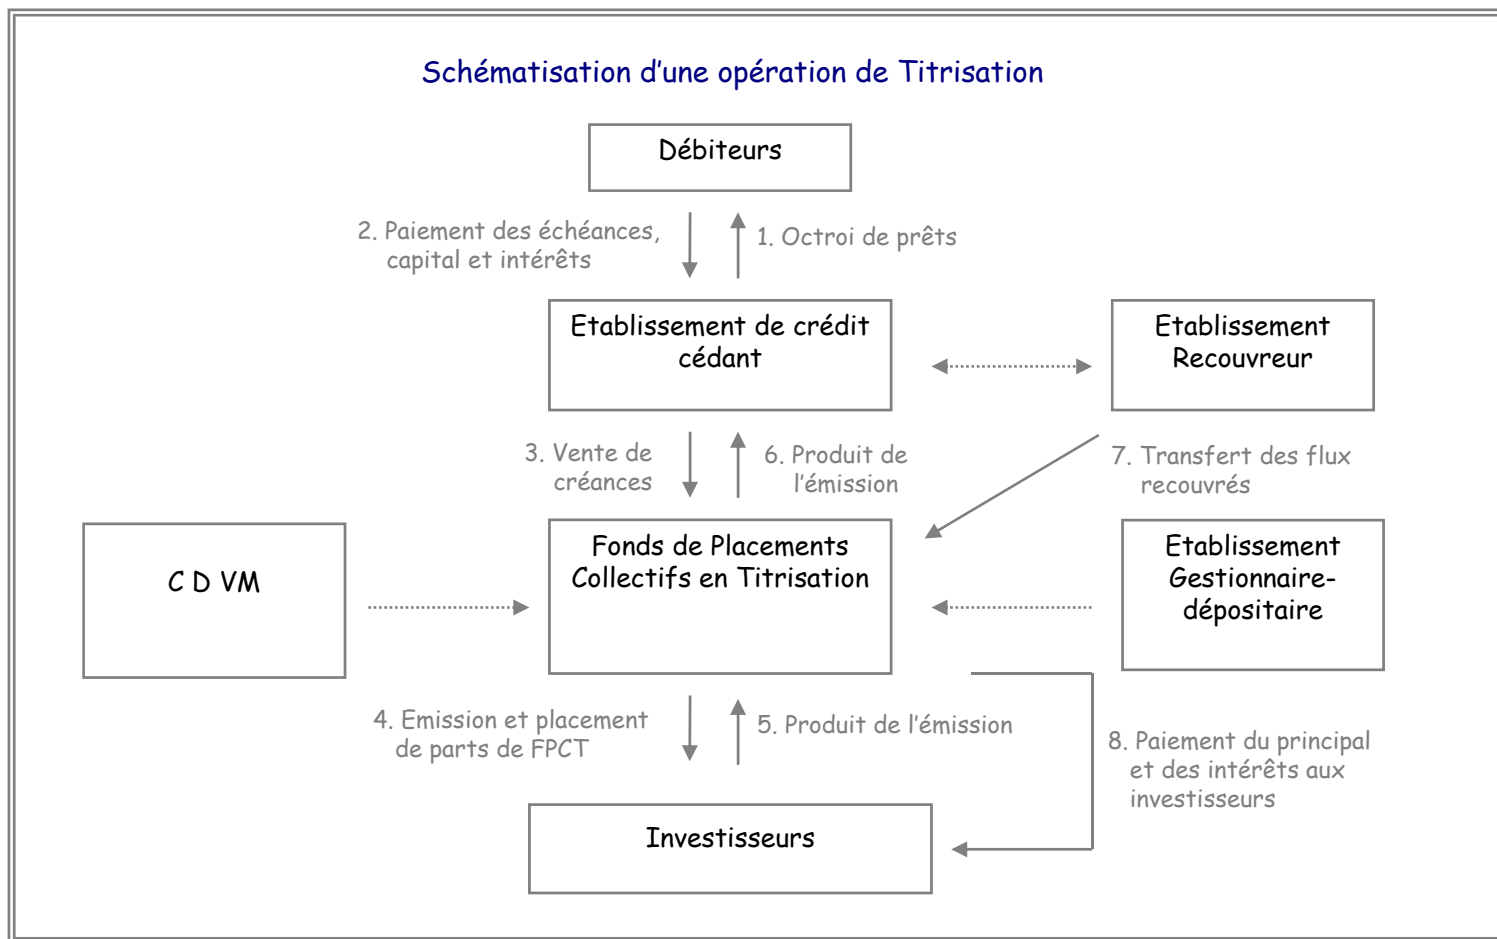 Schématisation d'une opération de Titrisation
Débiteurs
2. Paiement des échéances,
capital et intérêts
1. Octroi de prêts
Etablissement de crédit
cédant
Etablissement
Recouvreur
3. Vente de
créances
6. Produit de
l'émission
7. Transfert des flux
recouvrés
C D VM
Fonds de Placements
Collectifs en Titrisation
Etablissement
Gestionnaire-
dépositaire
4. Emission et placement
de parts de FPCT
5. Produit de l'émission
8. Paiement du principal
et des intérêts aux
investisseurs
Investisseurs